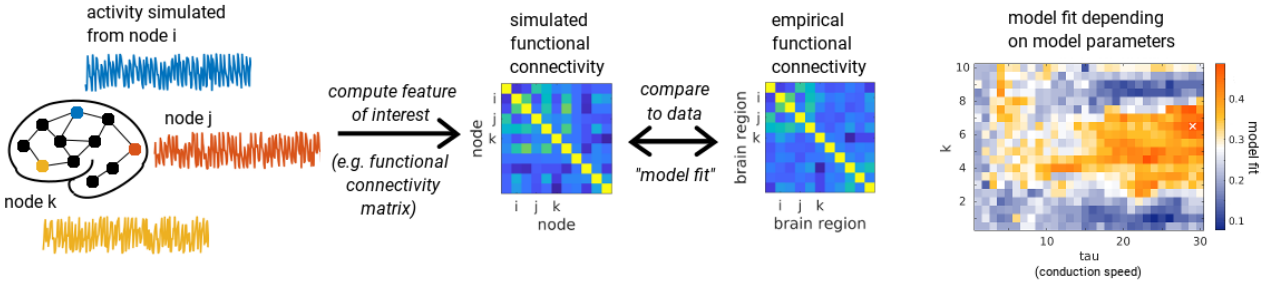 activity simulated
from node i
node j
node k
compute feature
of interest
(e.g. functional
connectivity
matrix)
simulated
functional
connectivity
node
i
j
k
i j k
node
compare
to data
"model fit"
empirical
functional
connectivity
brain region
i
j
k
i j k
brain region
model fit depending
on model parameters
k
10
8
6
4
2
10 20 30
tau
(conduction speed)
0.4
0.3
0.2
0.1
model fit